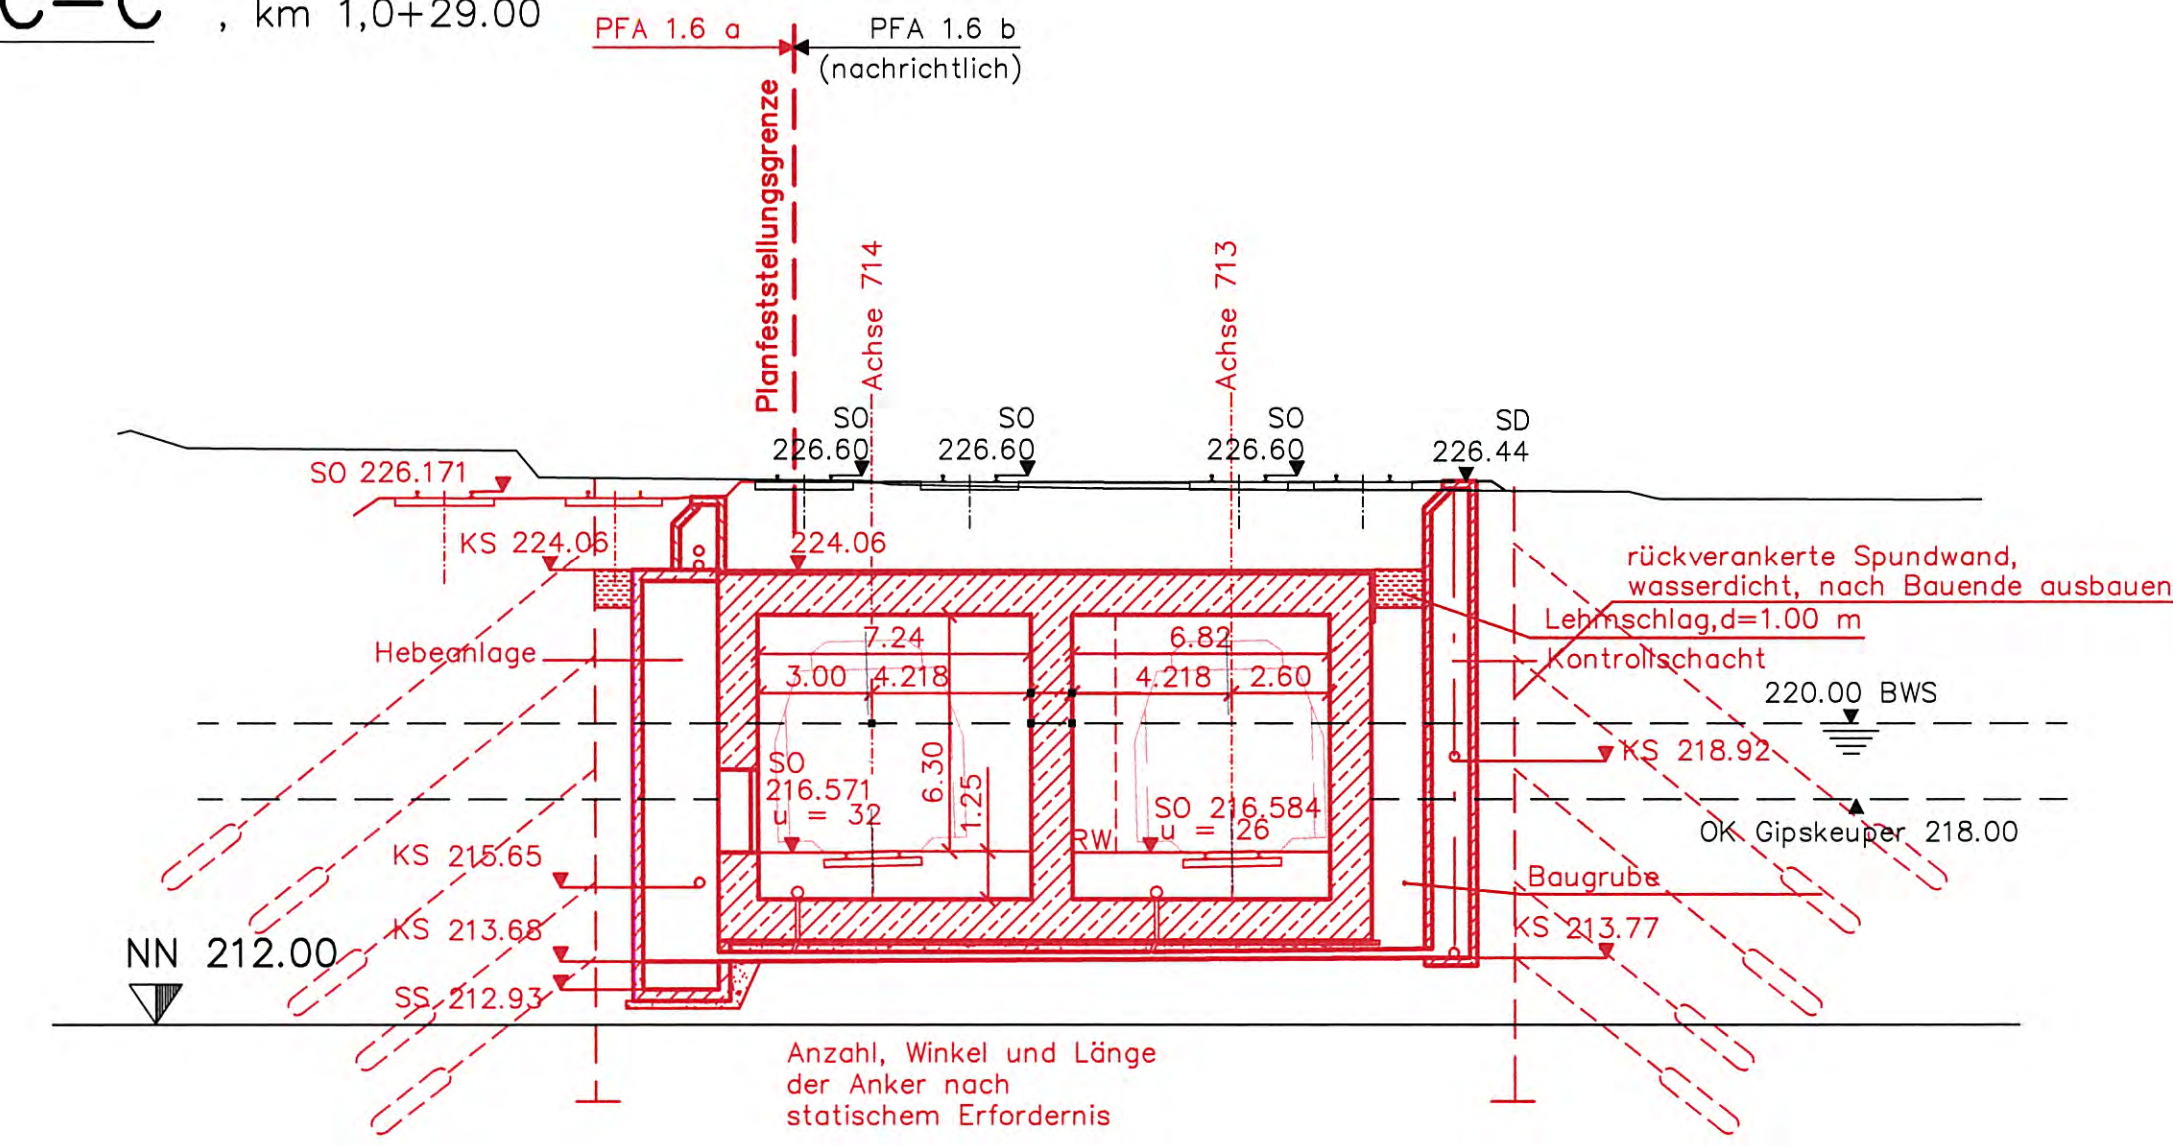 C-C , km 1,0+29.00
PFA 1.6 a
PFA 1.6 b
(nachrichtlich)
Planfeststellungsgrenze
Achse 714
Achse 713
SO
226.60
SO
226.60
SO
226.60
SD
226.44
SO 226.171
KS 224.06
224.06
rückverankerte Spundwand,
wasserdicht, nach Bauende ausbauen
Lehmschlag,d=1.00 m
Kontrollschacht
Hebeanlage
7.24
3.00
4.218
6.82
4.218
2.60
220.00 BWS
KS 218.92
6.30
1.25
SO
216.571
u = 32
SO 216.584
u = 26
RW
OK Gipskeuper 218.00
KS 215.65
Baugrube
KS 213.68
KS 213.77
NN 212.00
SS 212.93
Anzahl, Winkel und Länge
der Anker nach
statischem Erfordernis